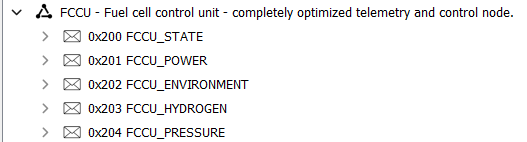 FCCU - Fuel cell control unit - completely optimized telemetry and control node.
0x200 FCCU_STATE
0x201 FCCU_POWER
0x202 FCCU_ENVIRONMENT
0x203 FCCU_HYDROGEN
0x204 FCCU_PRESSURE